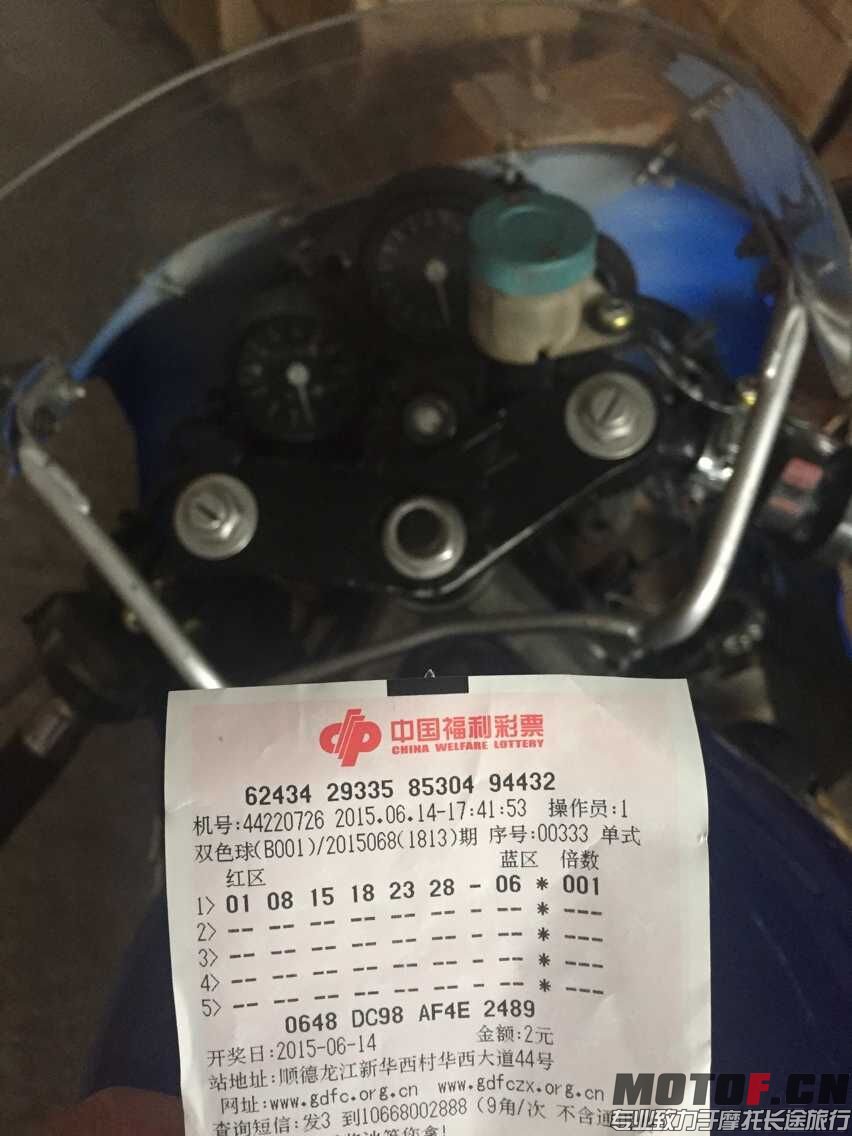 中国福利彩票
CHINA WELFARE LOTTERY
62434 29335 85304 94432
机号:44220726 2015.06.14-17:41:53 操作员:1
双色球(B001)/2015068(1813)期 序号:00333 单式
红区 蓝区 倍数
1> 01 08 15 18 23 28 - 06 * 001
2> -- -- -- -- -- -- - -- * ---
3> -- -- -- -- -- -- - -- * ---
4> -- -- -- -- -- -- - -- * ---
5> -- -- -- -- -- -- - -- * ---
0648 DC98 AF4E 2489
开奖日:2015-06-14 金额:2元
站地址:顺德龙江新华西村华西大道44号
网址:www.gdfc.org.cn www.gdfczx.org.cn
查询短信:发3 到10668002888 (9角/次 不含通
等你拿!
MOTOF.CN
专业致力于摩托长途旅行